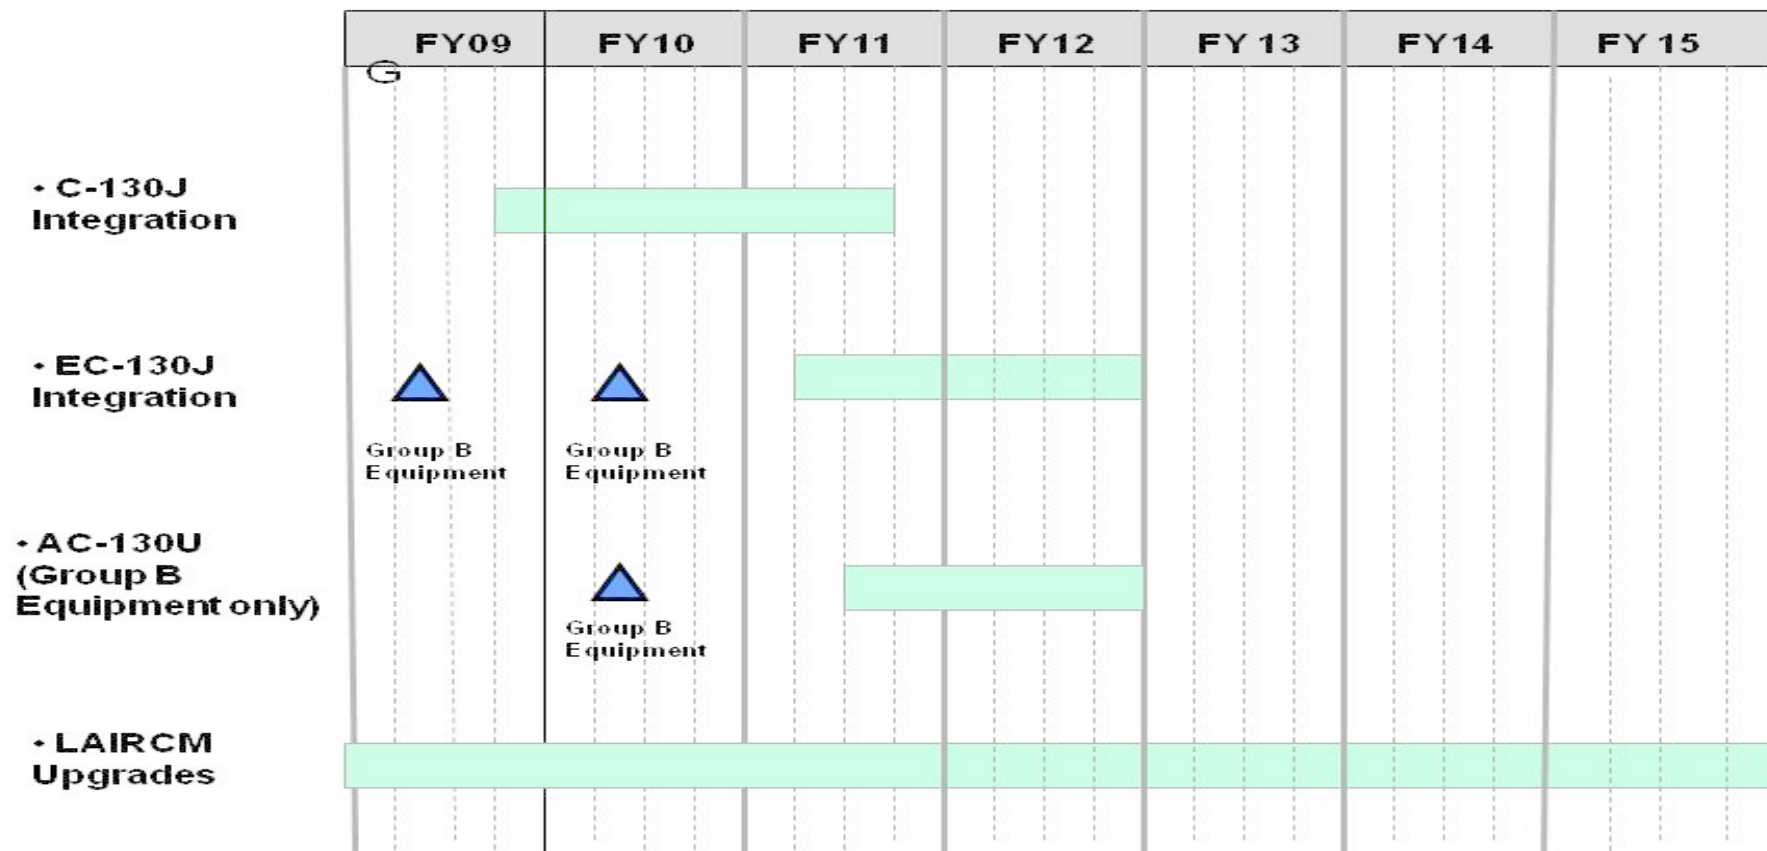 FY09 FY10 FY11 FY12 FY 13 FY14 FY 15
G
• C-130J
Integration
• EC-130J
Integration
Group B
Equipment
Group B
Equipment
• AC-130U
(Group B
Equipment only)
Group B
Equipment
• LAIRCM
Upgrades